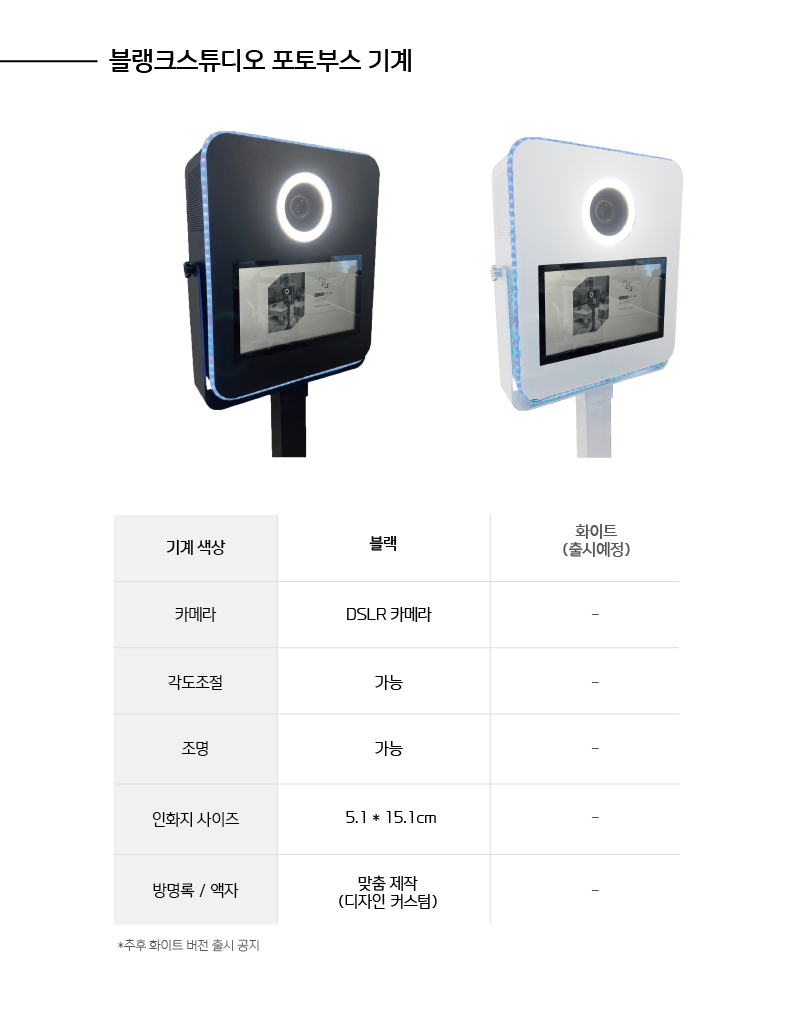 블랭크스튜디오 포토부스 기계
기계 색상
블랙
화이트
(출시예정)
카메라
DSLR 카메라
-
각도조절
가능
-
조명
가능
-
인화지 사이즈
5.1 * 15.1cm
-
방명록 / 액자
맞춤 제작
(디자인 커스텀)
-
*추후 화이트 버전 출시 공지